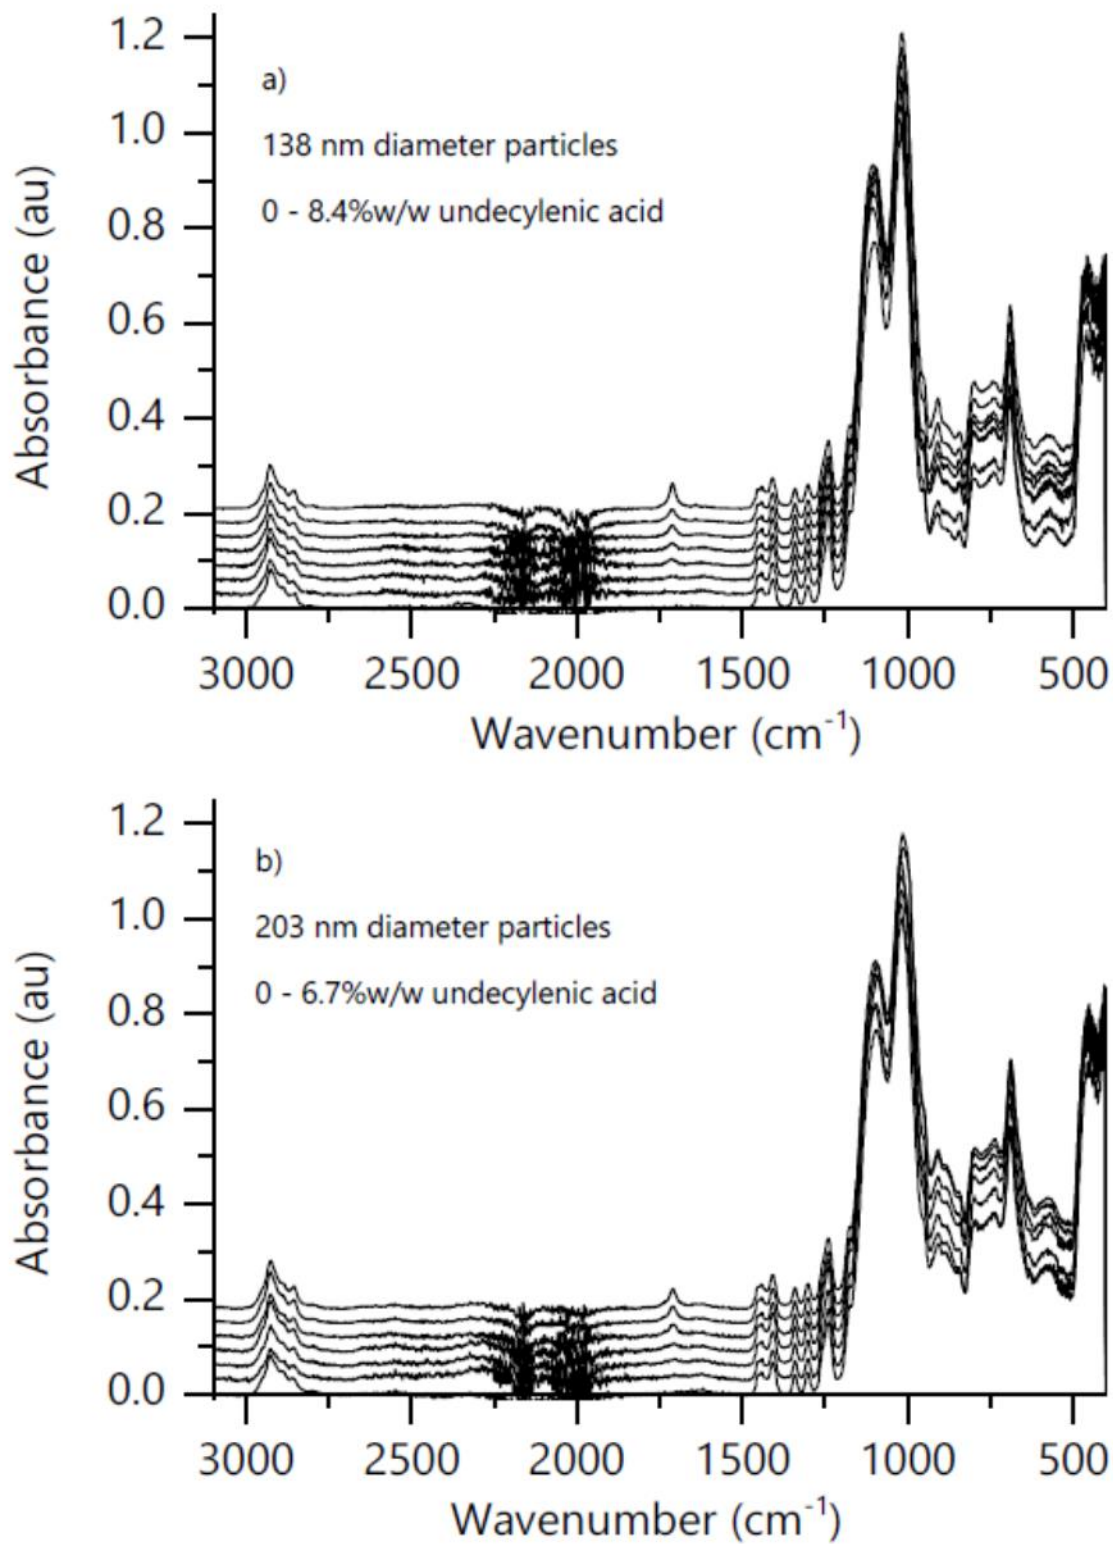 1.2
a)
138 nm diameter particles
0 - 8.4%w/w undecylenic acid
1.0
0.8
0.6
0.4
0.2
0.0
Absorbance (au)
3000 2500 2000 1500 1000 500
Wavenumber (cm⁻¹)
1.2
b)
203 nm diameter particles
0 - 6.7%w/w undecylenic acid
1.0
0.8
0.6
0.4
0.2
0.0
Absorbance (au)
3000 2500 2000 1500 1000 500
Wavenumber (cm⁻¹)